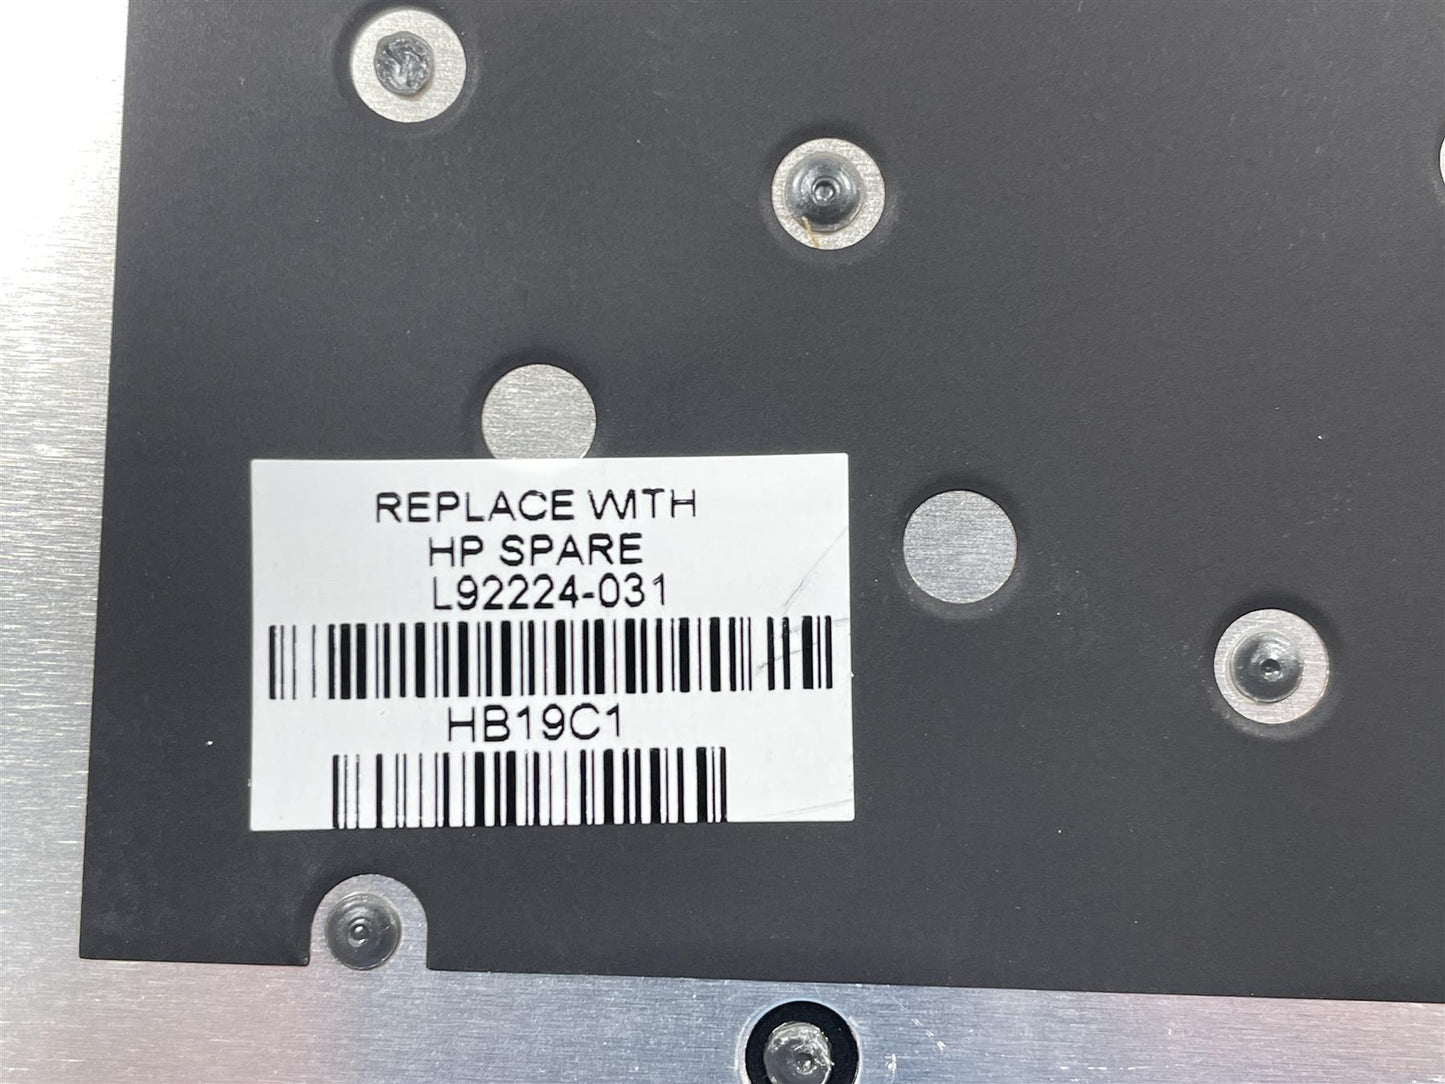 REPLACE WITH
HP SPARE
L92224-031
HB19C1